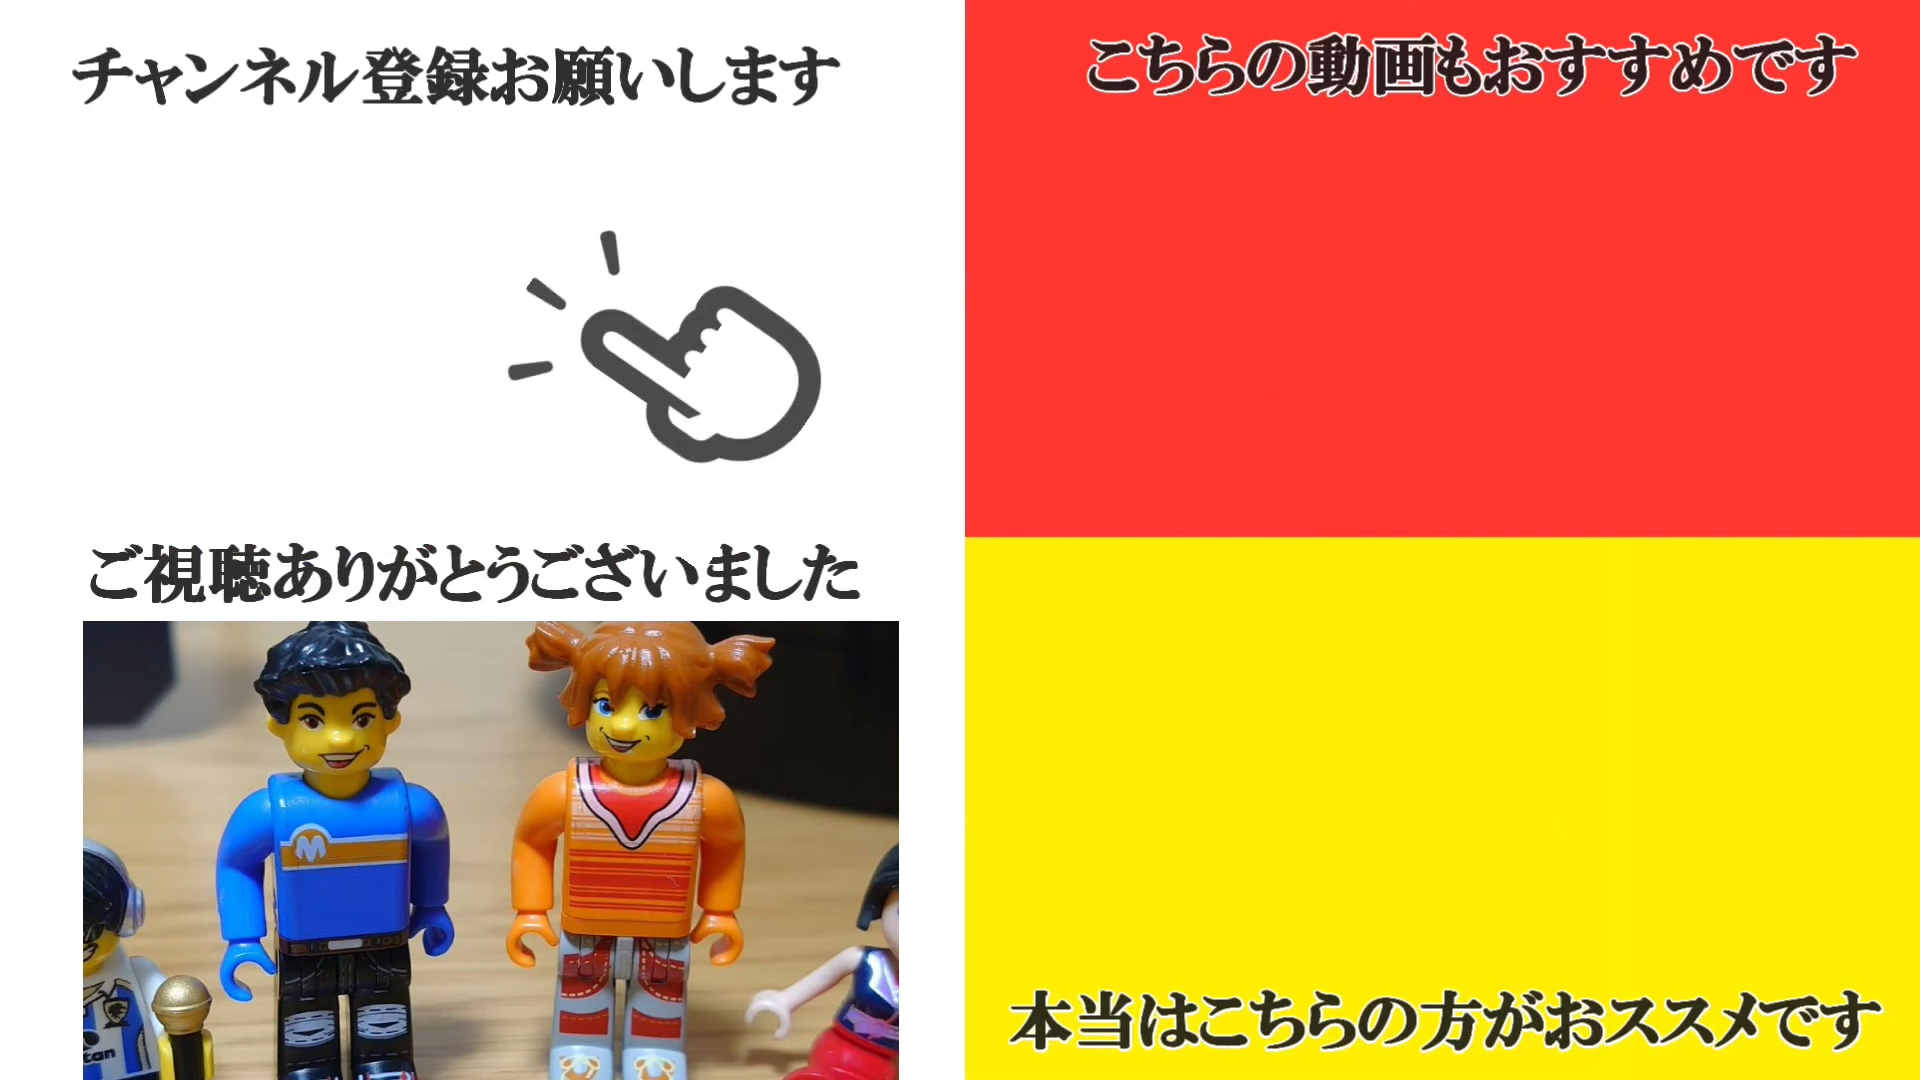 チャンネル登録お願いします
こちらの動画もおすすめです
ご視聴ありがとうございました
M
tan
本当はこちらの方がおススメです